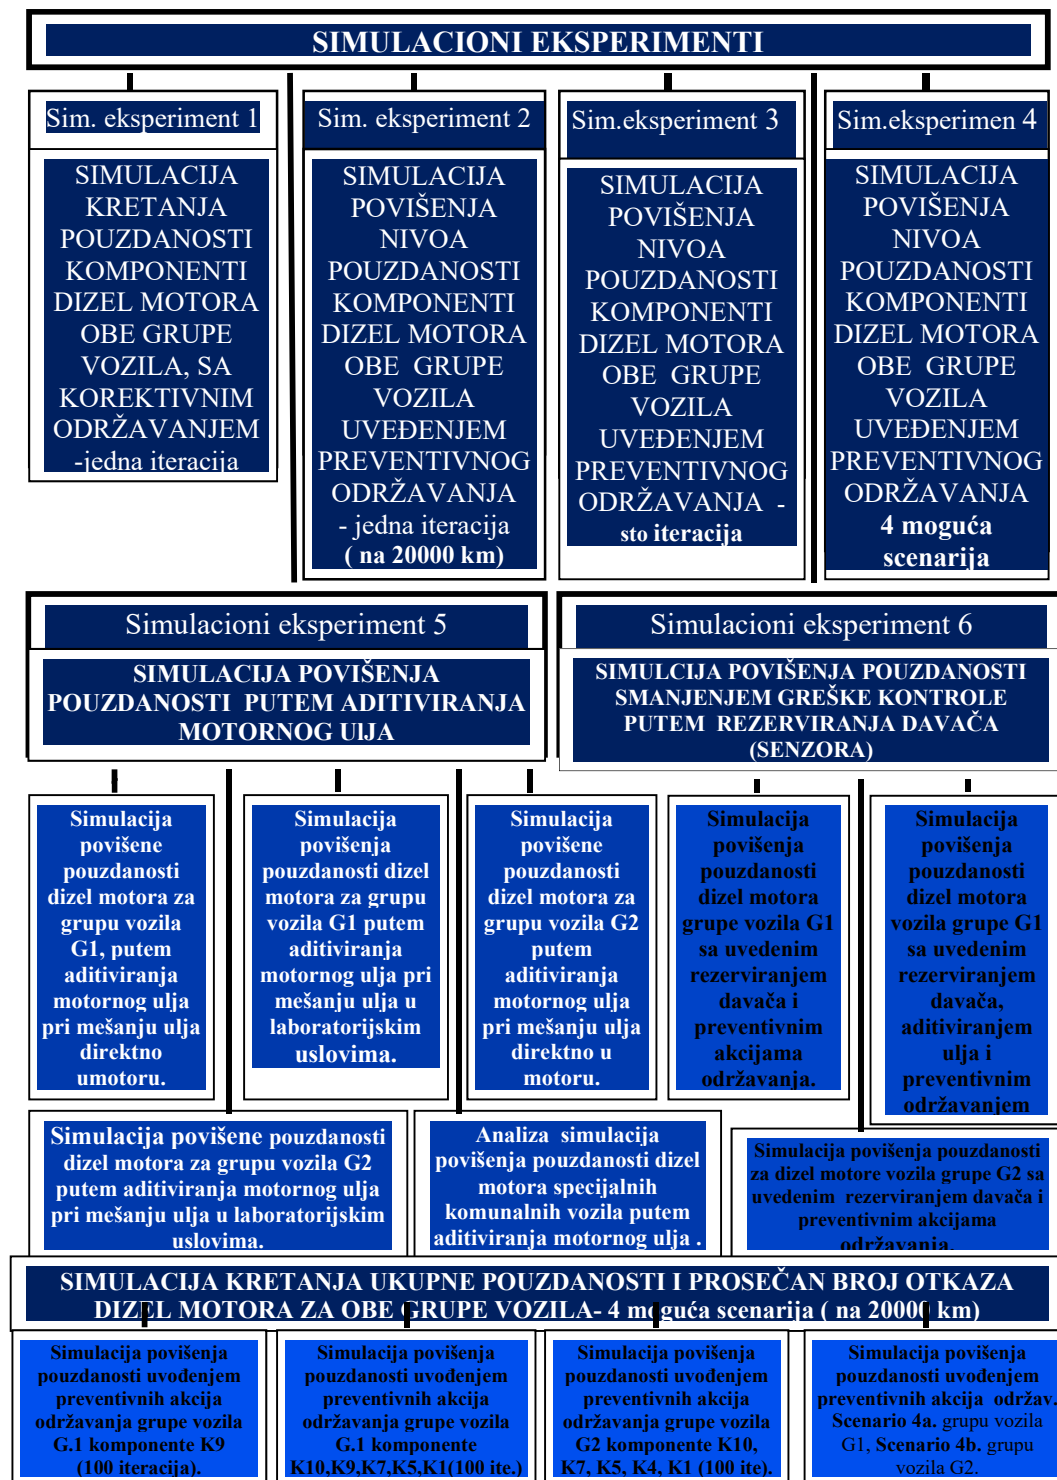 SIMULACIONI EKSPERIMENTI
Sim. eksperiment 1
SIMULACIJA
KRETANJA
POUZDANOSTI
KOMPONENTI
DIZEL MOTORA
OBE GRUPE
VOZILA, SA
KOREKTIVNIM
ODRŽAVANJEM
-jedna iteracija
Sim. eksperiment 2
SIMULACIJA
POVIŠENJA
NIVOA
POUZDANOSTI
KOMPONENTI
DIZEL MOTORA
OBE GRUPE
VOZILA
UVEĐENJEM
PREVENTIVNOG
ODRŽAVANJA
- jedna iteracija
( na 20000 km)
Sim.eksperiment 3
SIMULACIJA
POVIŠENJA
NIVOA
POUZDANOSTI
KOMPONENTI
DIZEL MOTORA
OBE GRUPE
VOZILA
UVEĐENJEM
PREVENTIVNOG
ODRŽAVANJA -
sto iteracija
Sim.eksperimen 4
SIMULACIJA
POVIŠENJA
NIVOA
POUZDANOSTI
KOMPONENTI
DIZEL MOTORA
OBE GRUPE
VOZILA
UVEĐENJEM
PREVENTIVNOG
ODRŽAVANJA
4 moguća
scenarija
Simulacioni eksperiment 5
SIMULACIJA POVIŠENJA
POUZDANOSTI PUTEM ADITIVIRANJA
MOTORNOG UlJA
Simulacioni eksperiment 6
SIMULCIJA POVIŠENJA POUZDANOSTI
SMANJENJEM GREŠKE KONTROLE
PUTEM REZERVIRANJA DAVAČA
(SENZORA)
Simulacija
povišene
pouzdanosti
dizel motora za
grupu vozila
G1, putem
aditiviranja
motornog ulja
pri mešanju ulja
direktno
umotoru.
Simulacija
povišenja
pouzdanosti dizel
motora za grupu
vozila G1 putem
aditiviranja
motornog ulja pri
mešanju ulja u
laboratorijskim
uslovima.
Simulacija
povišene
pouzdanosti
dizel motora za
grupu vozila G2
putem
aditiviranja
motornog ulja
pri mešanju ulja
direktno u
motoru.
Simulacija
povišenja
pouzdanosti
dizel motora
grupe vozila G1
sa uvedenim
rezerviranjem
davača i
preventivnim
akcijama
održavanja.
Simulacija
povišenja
pouzdanosti
dizel motora
vozila grupe G1
sa uvedenim
rezerviranjem
davača,
aditiviranjem
ulja i
preventivnim
održavanjem
Simulacija povišene pouzdanosti
dizel motora za grupu vozila G2
putem aditiviranja motornog ulja
pri mešanju ulja u laboratorijskim
uslovima.
Analiza simulacija
povišenja pouzdanosti dizel
motora specijalnih
komunalnih vozila putem
aditiviranja motornog ulja .
Simulacija povišenja pouzdanosti
za dizel motore vozila grupe G2 sa
uvedenim rezerviranjem davača i
preventivnim akcijama
održavanja.
SIMULACIJA KRETANJA UKUPNE POUZDANOSTI I PROSEČAN BROJ OTKAZA
DIZEL MOTORA ZA OBE GRUPE VOZILA- 4 moguća scenarija ( na 20000 km)
Simulacija povišenja
pouzdanosti uvođenjem
preventivnih akcija
održavanja grupe vozila
G.1 komponente K9
(100 iteracija).
Simulacija povišenja
pouzdanosti uvođenjem
preventivnih akcija
održavanja grupe vozila
G.1 komponente
K10,K9,K7,K5,K1(100 ite.)
Simulacija povišenja
pouzdanosti uvođenjem
preventivnih akcija
održavanja grupe vozila
G2 komponente K10,
K7, K5, K4, K1 (100 ite).
Simulacija povišenja
pouzdanosti uvođenjem
preventivnih akcija održav.
Scenario 4a. grupu vozila
G1, Scenario 4b. grupu
vozila G2.